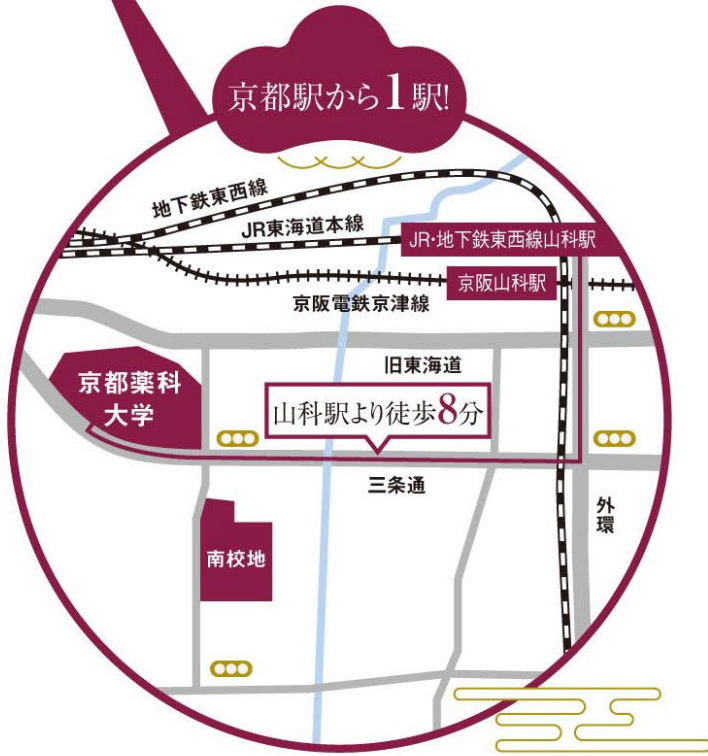 京都駅から1駅!
地下鉄東西線
JR東海道本線
JR・地下鉄東西線山科駅
京阪山科駅
京阪電鉄京津線
旧東海道
京都薬科
大学
山科駅より徒歩8分
三条通
外環
南校地